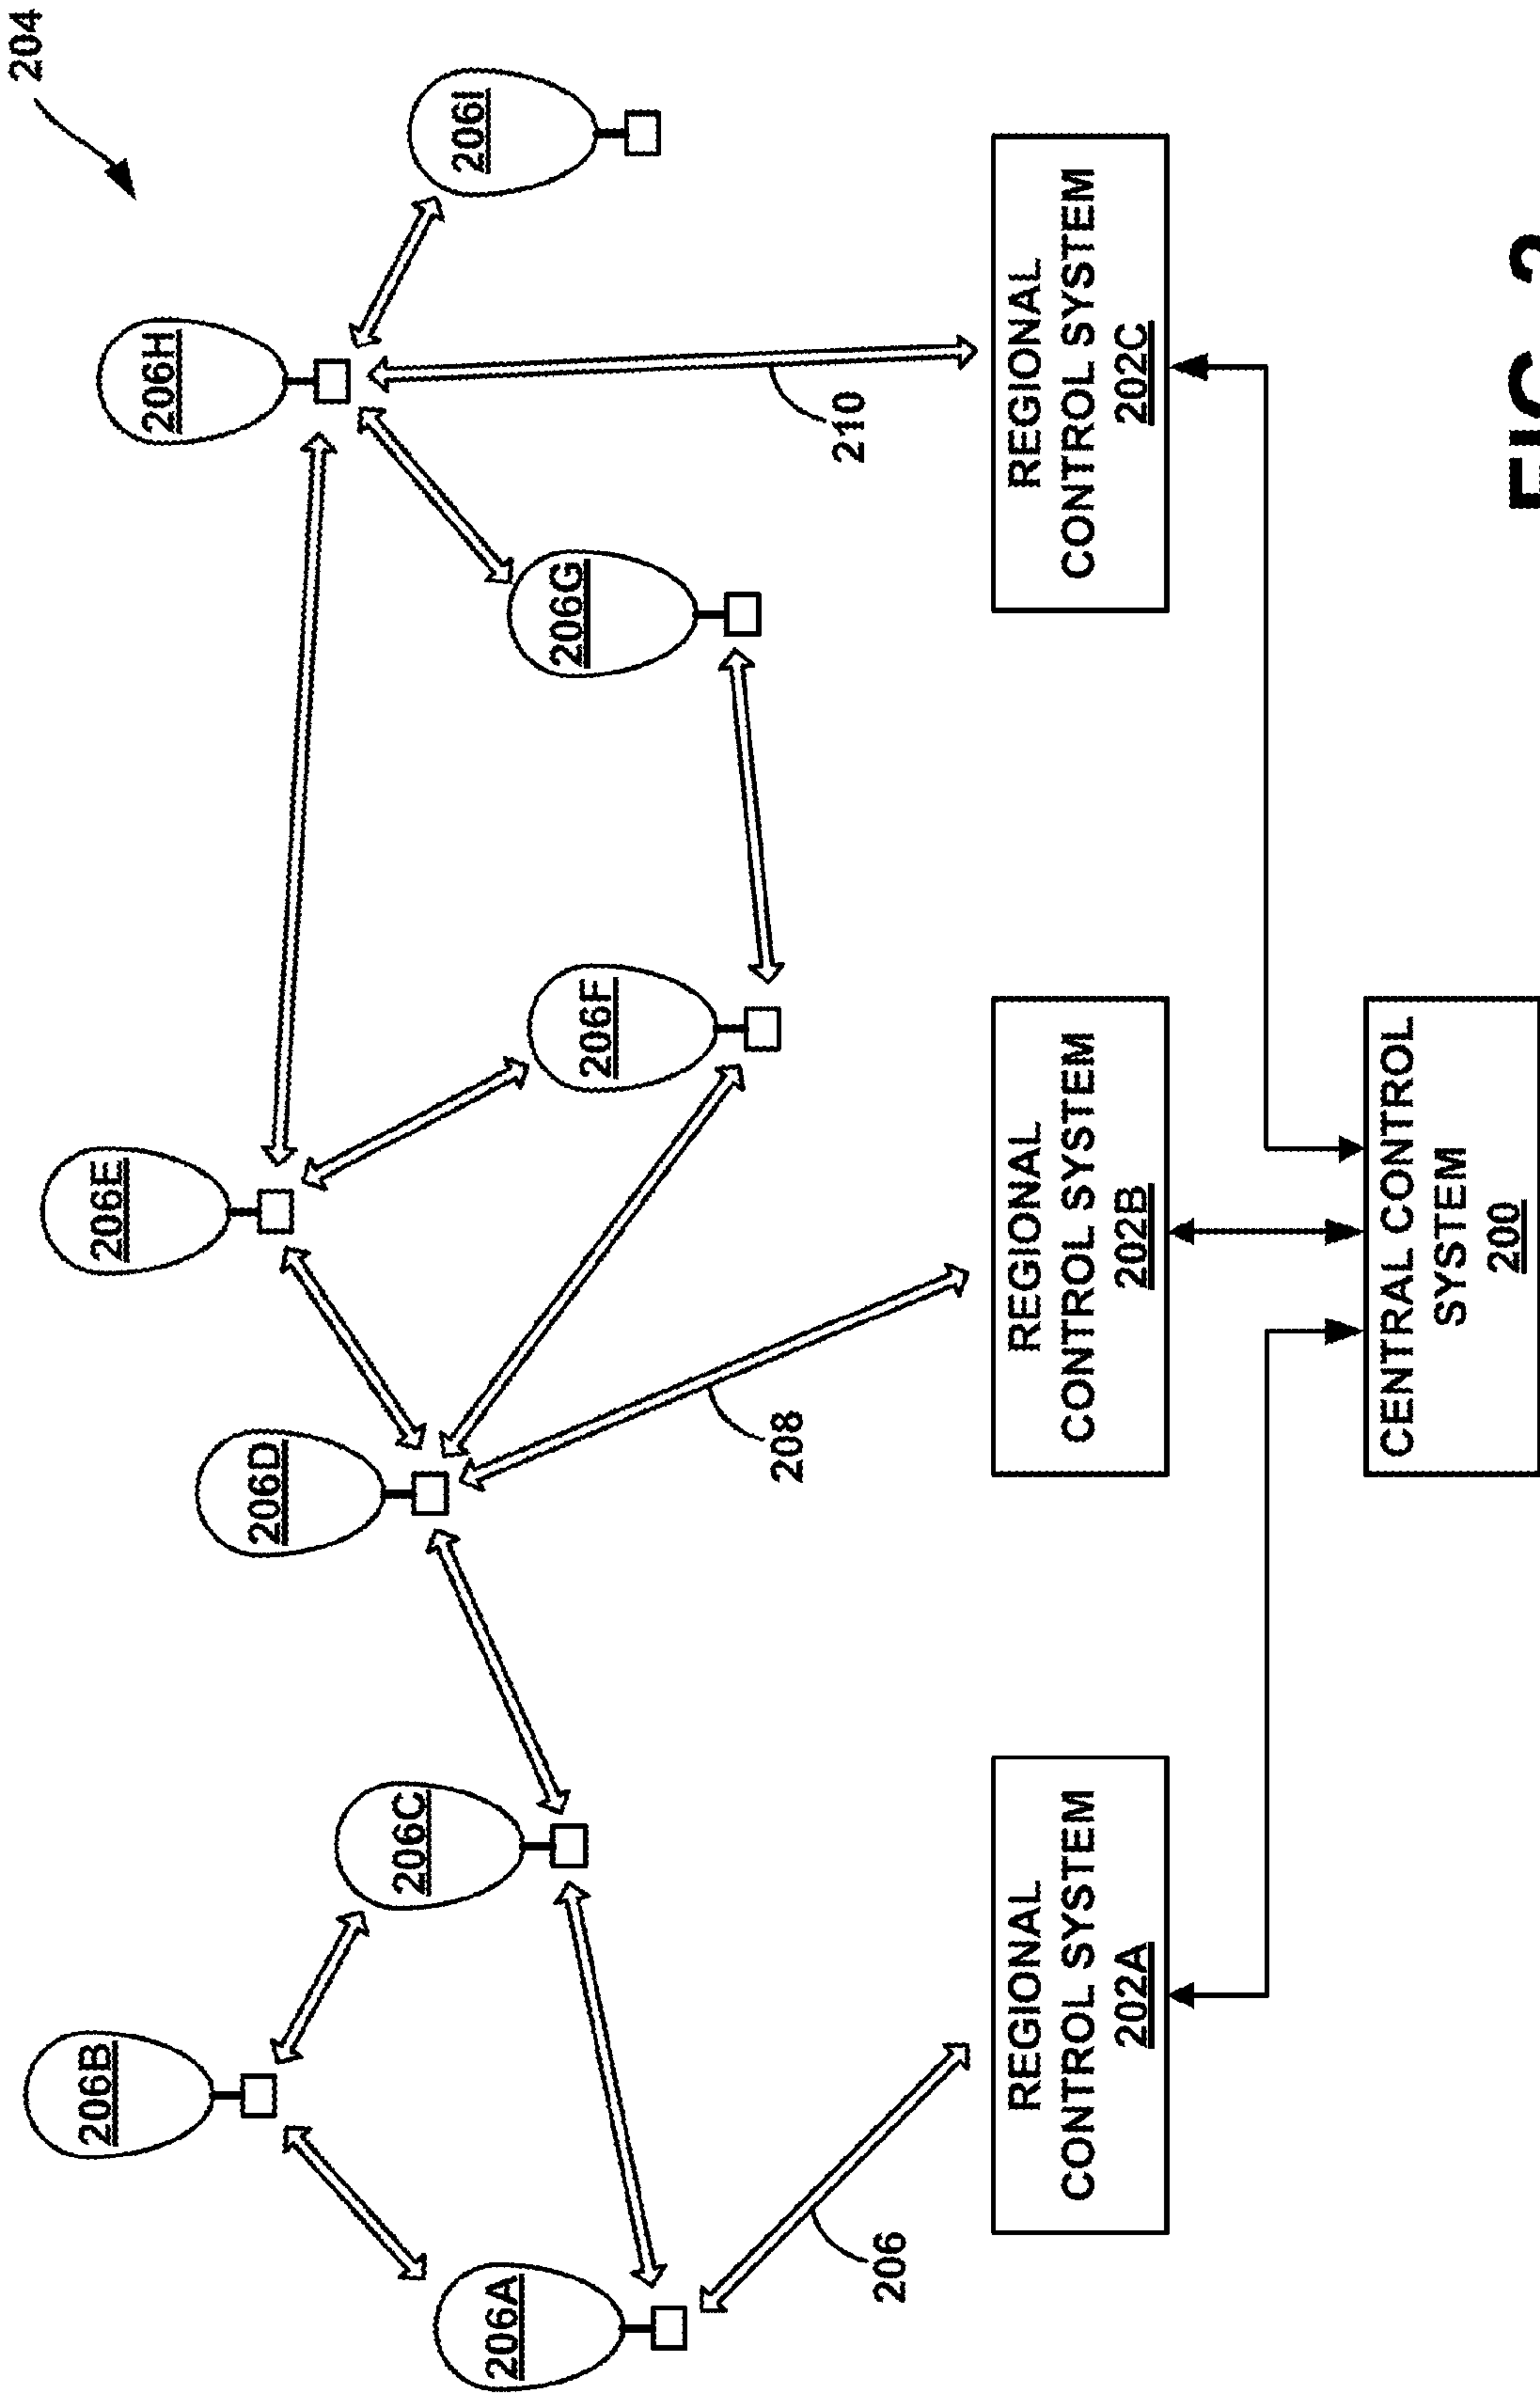 204
206B
206E
206H
206D
206C
206I
206A
206F
206G
206
208
210
REGIONAL
CONTROL SYSTEM
202A
REGIONAL
CONTROL SYSTEM
202B
REGIONAL
CONTROL SYSTEM
202C
CENTRAL CONTROL
SYSTEM
200